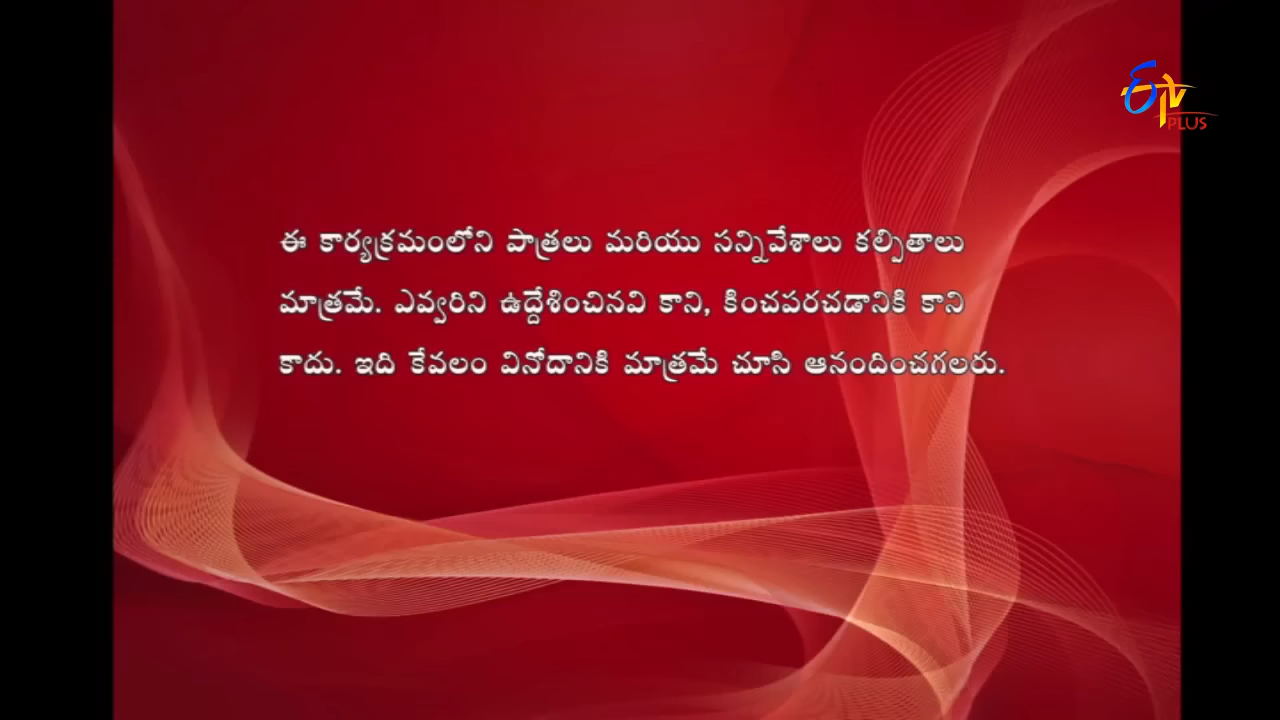 ETV
PLUS
ఈ కార్యక్రమంలోని పాత్రలు మరియు సన్నివేశాలు కల్పితాలు
మాత్రమే. ఎవ్వరిని ఉద్దేశించినవి కాని, కించపరచడానికి కాని
కాదు. ఇది కేవలం వినోదానికి మాత్రమే చూసి ఆనందించగలరు.